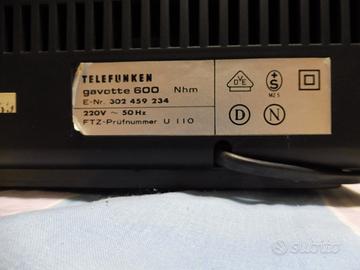 TELEFUNKEN
gavotte 600 Nhm
E-Nr. 302 459 234
220V ~ 50 Hz
FTZ-Prüfnummer U 110
D N
subito